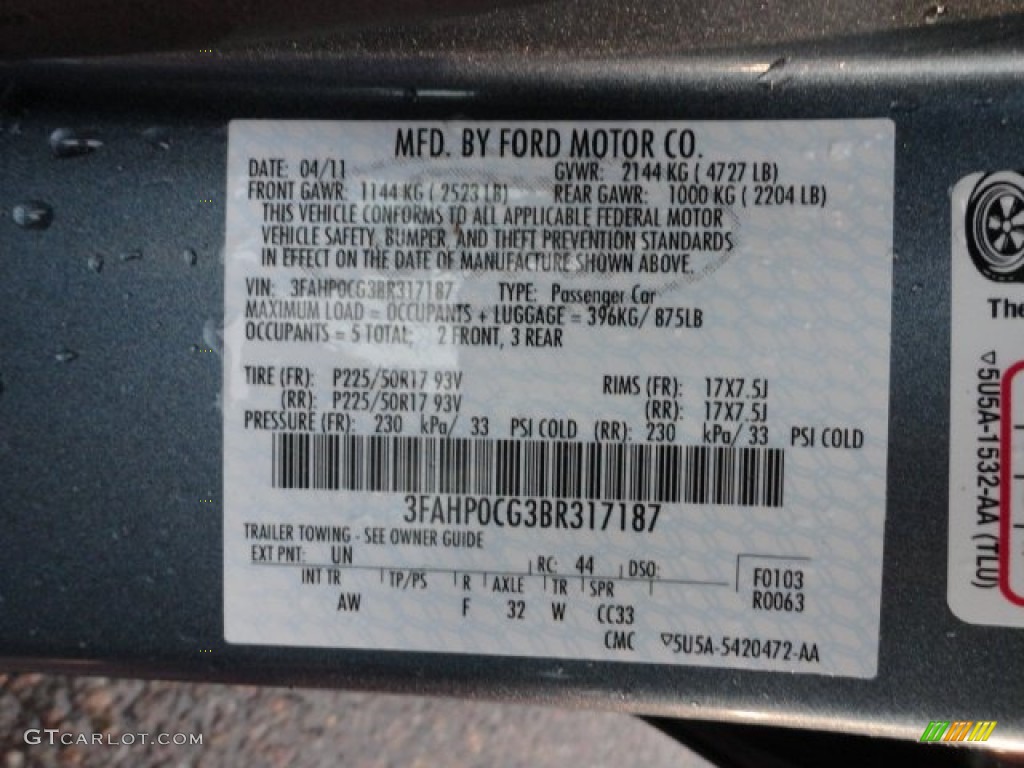 MFD. BY FORD MOTOR CO.
DATE: 04/11 GVWR: 2144 KG ( 4727 LB)
FRONT GAWR: 1144 KG ( 2523 LB) REAR GAWR: 1000 KG ( 2204 LB)
THIS VEHICLE CONFORMS TO ALL APPLICABLE FEDERAL MOTOR
VEHICLE SAFETY, BUMPER, AND THEFT PREVENTION STANDARDS
IN EFFECT ON THE DATE OF MANUFACTURE SHOWN ABOVE.
VIN: 3FAHP0CG3BR317187 TYPE: Passenger Car
MAXIMUM LOAD = OCCUPANTS + LUGGAGE = 396KG/ 875LB
OCCUPANTS = 5 TOTAL, 2 FRONT, 3 REAR
TIRE (FR): P225/50R17 93V RIMS (FR): 17X7.5J
(RR): P225/50R17 93V (RR): 17X7.5J
PRESSURE (FR): 230 kPa/ 33 PSI COLD (RR): 230 kPa/ 33 PSI COLD
3FAHP0CG3BR317187
TRAILER TOWING - SEE OWNER GUIDE
EXT PNT: UN RC: 44 DSO:
INT TR TP/PS R AXLE TR SPR F0103
AW F 32 W CC33 R0063
CMC ▽5U5A-5420472-AA
The
▽5U5A-1532-AA (TLU)
GTCARLOT.COM